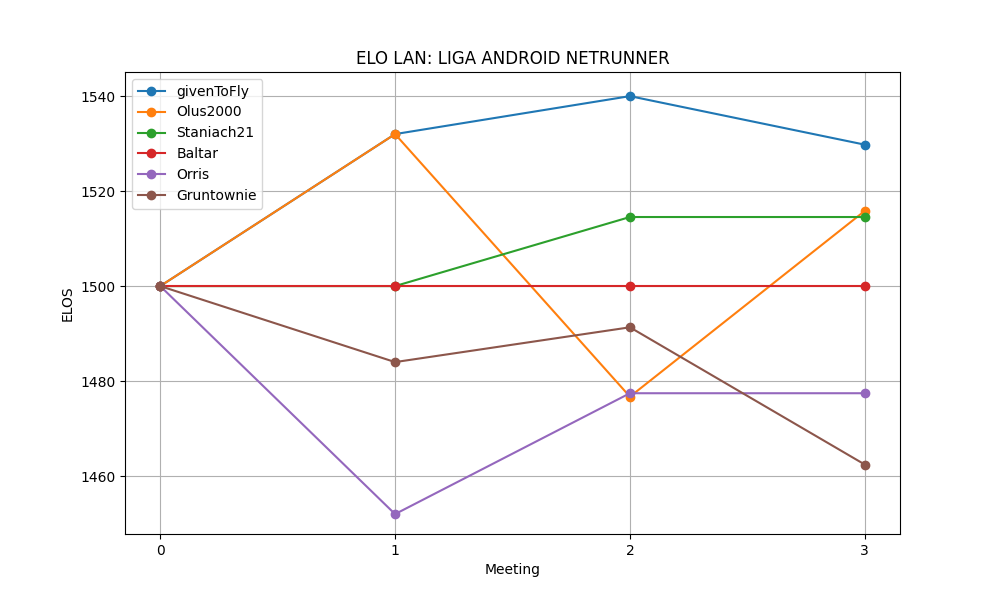 ELO LAN: LIGA ANDROID NETRUNNER
givenToFly
Olus2000
Staniach21
Baltar
Orris
Gruntownie
ELOS
1540
1520
1500
1480
1460
0 1 2 3
Meeting